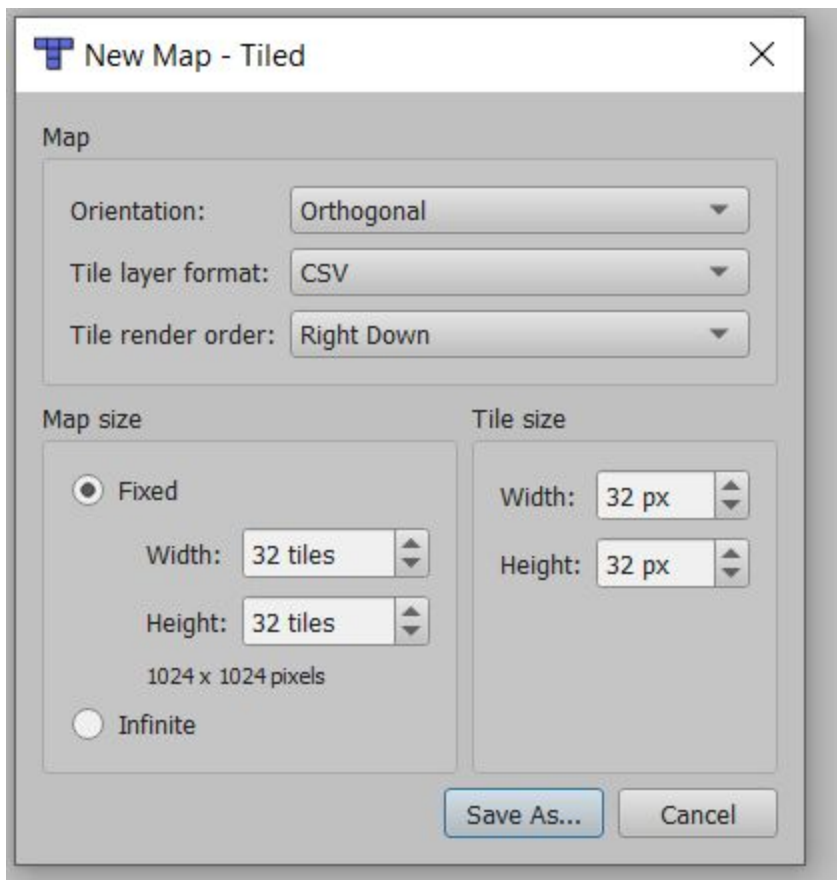 New Map - Tiled
Map
Orientation: Orthogonal
Tile layer format: CSV
Tile render order: Right Down
Map size
Fixed
Width: 32 tiles
Height: 32 tiles
1024 x 1024 pixels
Infinite
Tile size
Width: 32 px
Height: 32 px
Save As... Cancel